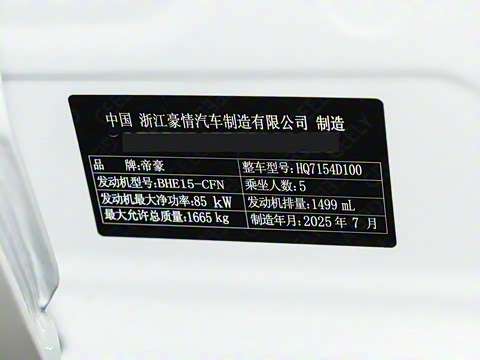 中国 浙江豪情汽车制造有限公司 制造
品 牌:帝豪 整车型号:HQ7154D100
发动机型号:BHE15-CFN 乘坐人数:5
发动机最大净功率:85 kW 发动机排量:1499 mL
最大允许总质量:1665 kg 制造年月:2025 年 7 月